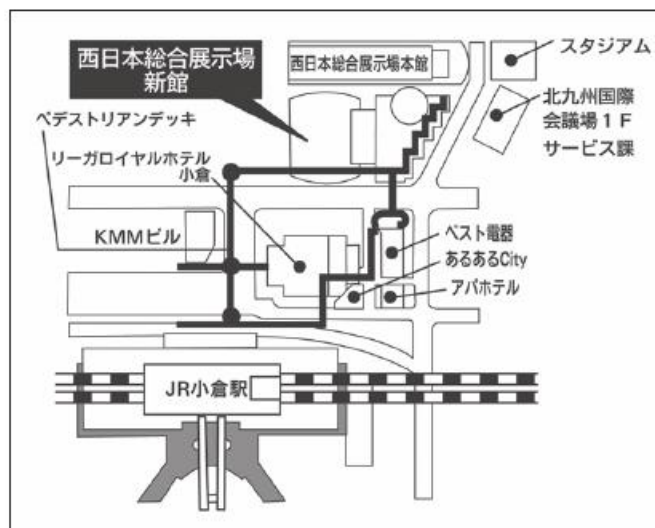 西日本総合展示場
新館
西日本総合展示場本館
スタジアム
北九州国際
会議場1F
サービス課
ペデストリアンデッキ
リーガロイヤルホテル
小倉
KMMビル
ベスト電器
あるあるCity
アパホテル
JR小倉駅